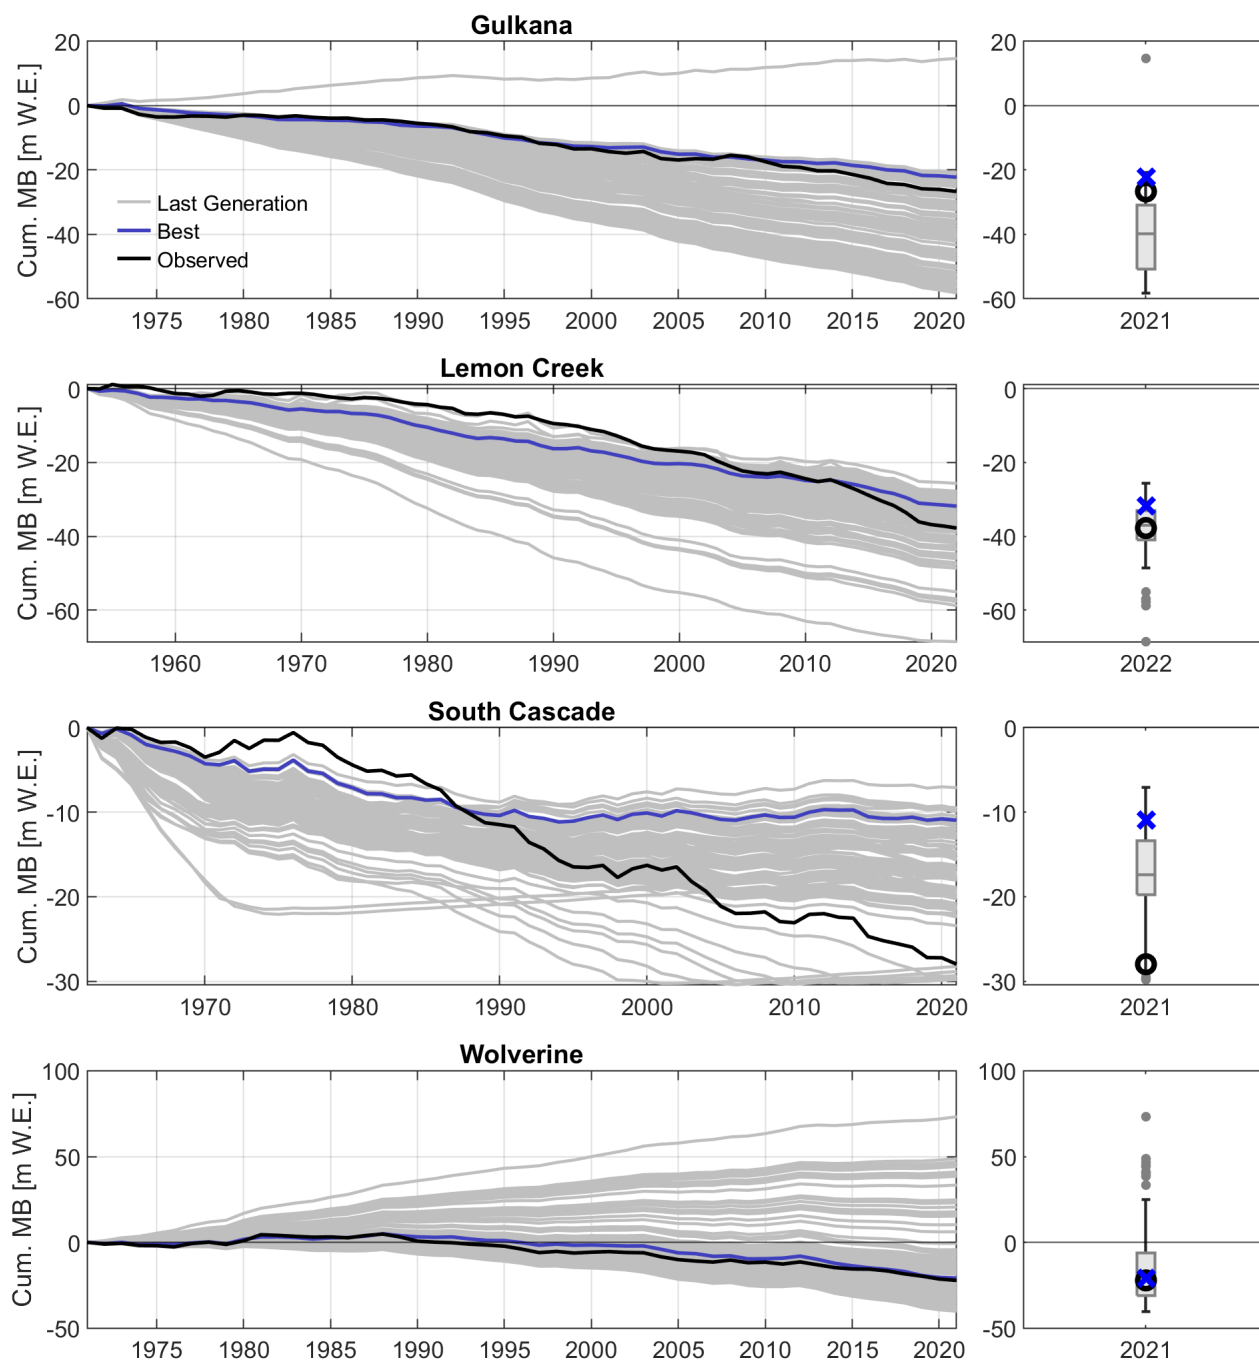 Gulkana
Cum. MB [m W.E.]
20
0
-20
-40
-60
Last Generation
Best
Observed
1975 1980 1985 1990 1995 2000 2005 2010 2015 2020
20
0
-20
-40
-60
2021
Lemon Creek
Cum. MB [m W.E.]
0
-20
-40
-60
1960 1970 1980 1990 2000 2010 2020
0
-20
-40
-60
2022
South Cascade
Cum. MB [m W.E.]
0
-10
-20
-30
1970 1980 1990 2000 2010 2020
0
-10
-20
-30
2021
Wolverine
Cum. MB [m W.E.]
100
50
0
-50
1975 1980 1985 1990 1995 2000 2005 2010 2015 2020
100
50
0
-50
2021